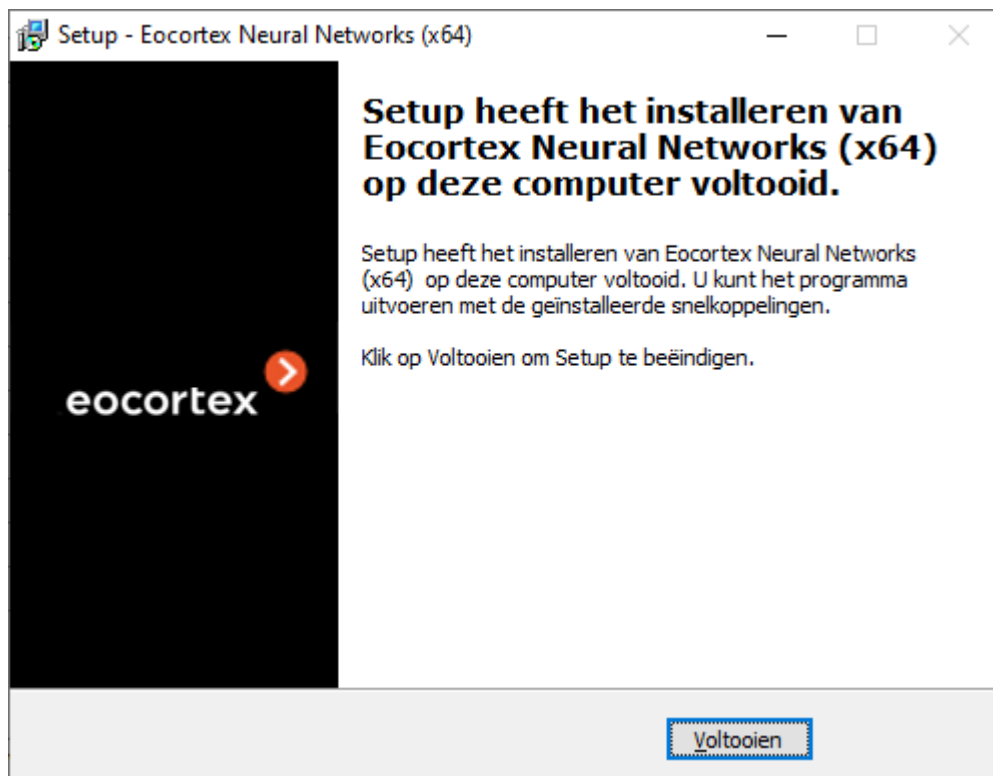 Setup - Eocortex Neural Networks (x64)
Setup heeft het installeren van
Eocortex Neural Networks (x64)
op deze computer voltooid.
Setup heeft het installeren van Eocortex Neural Networks
(x64)  op deze computer voltooid. U kunt het programma
uitvoeren met de geïnstalleerde snelkoppelingen.
Klik op Voltooien om Setup te beëindigen.
eocortex
Voltooien